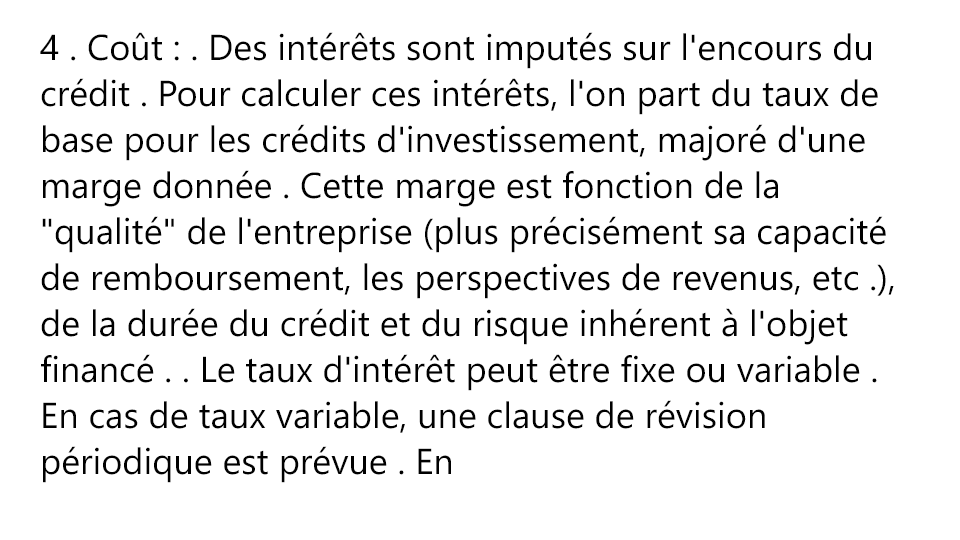 4 . Coût : . Des intérêts sont imputés sur l'encours du
crédit . Pour calculer ces intérêts, l'on part du taux de
base pour les crédits d'investissement, majoré d'une
marge donnée . Cette marge est fonction de la
"qualité" de l'entreprise (plus précisément sa capacité
de remboursement, les perspectives de revenus, etc .),
de la durée du crédit et du risque inhérent à l'objet
financé . . Le taux d'intérêt peut être fixe ou variable .
En cas de taux variable, une clause de révision
périodique est prévue . En